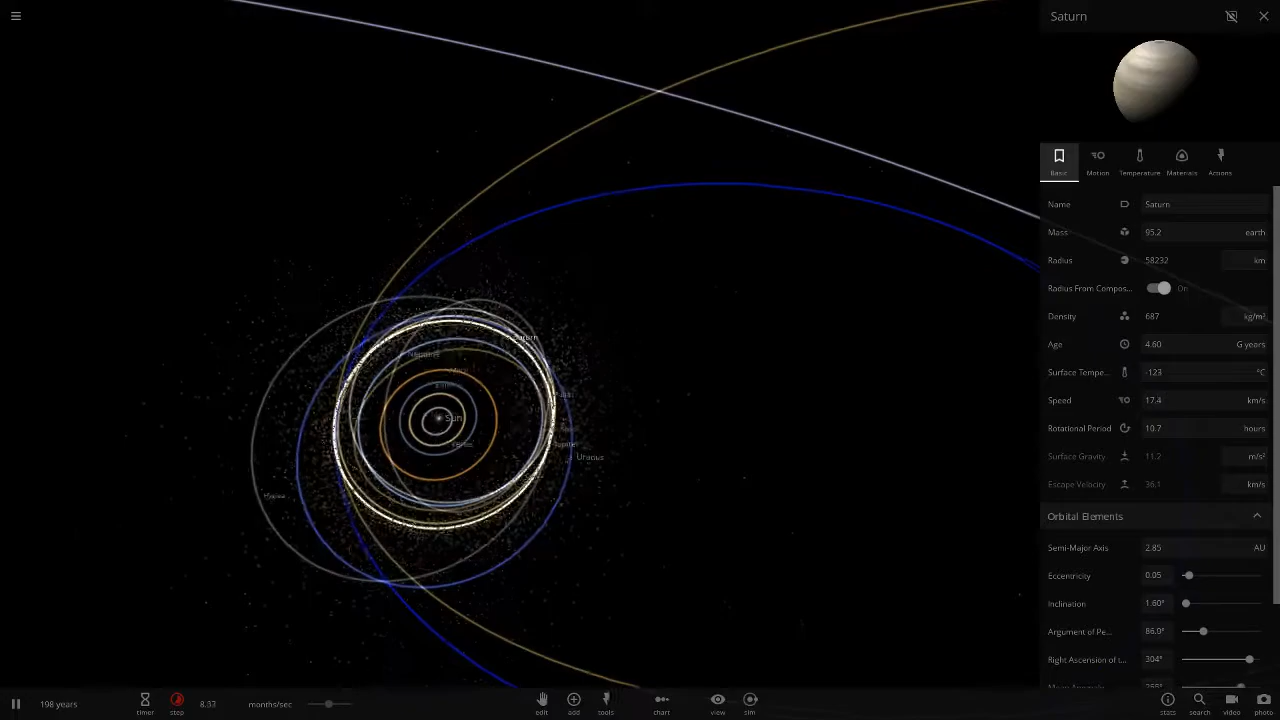 Saturn
Basic
Motion
Temperature
Materials
Actions
Name
Saturn
Mass
95.2
earth
Radius
58232
km
Radius From Compos...
On
Density
687
kg/m³
Age
4.60
G years
Surface Tempe...
-123
°C
Speed
17.4
km/s
Rotational Period
10.7
hours
Surface Gravity
11.2
m/s²
Escape Velocity
36.1
km/s
Orbital Elements
Semi-Major Axis
2.85
AU
Eccentricity
0.05
Inclination
1.60°
Argument of Pe...
86.0°
Right Ascension of t...
304°
Saturn
Sun
Jupiter
Uranus
198 years
timer
step
8.33
months/sec
edit
add
tools
chart
view
sim
stats
search
video
photo